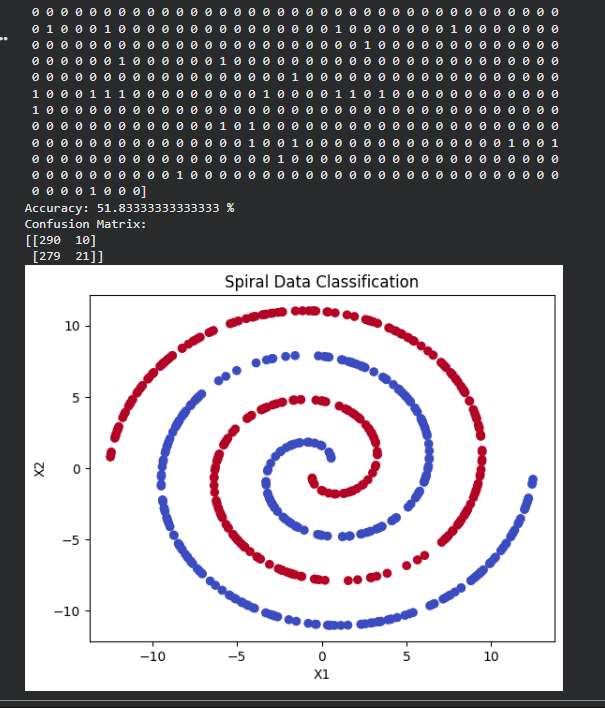 0 0 0 0 0 0 0 0 0 0 0 0 0 0 0 0 0 0 0 0 0 0 0 0 0 0 0 0 0 0 0 0 0 0 0 0 0
0 1 0 0 0 1 0 0 0 0 0 0 0 0 0 0 0 0 0 0 0 1 0 0 0 0 0 0 0 1 0 0 0 0 0 0 0
0 0 0 0 0 0 0 0 0 0 0 0 0 0 0 0 0 0 0 0 0 0 0 1 0 0 0 0 0 0 0 0 0 0 0 0 0
0 0 0 0 0 0 1 0 0 0 0 0 0 1 0 0 0 0 0 0 0 0 0 0 0 0 0 0 0 0 0 0 0 0 0 0 0
0 0 0 0 0 0 0 0 0 0 0 0 0 0 0 0 0 0 1 0 0 0 0 0 0 0 0 0 0 0 0 0 0 0 0 0 0
1 0 0 0 1 1 1 0 0 0 0 0 0 0 0 0 1 0 0 0 0 1 1 0 1 0 0 0 0 0 0 0 0 0 0 0 0
1 0 0 0 0 0 0 0 0 0 0 0 0 0 0 0 0 0 0 0 0 0 0 0 0 0 0 0 0 0 0 0 0 0 0 0 0
0 0 0 0 0 0 0 0 0 0 0 0 0 1 0 1 0 0 0 0 0 0 0 0 0 0 0 0 0 0 0 0 0 0 0 0 0
0 0 0 0 0 0 0 0 0 0 0 0 0 0 0 1 0 0 1 0 0 0 0 0 0 0 0 0 0 0 0 0 0 1 0 0 1
0 0 0 0 0 0 0 0 0 0 0 0 0 0 0 0 0 1 0 0 0 0 0 0 0 0 0 0 0 0 0 0 0 0 0 0 0
0 0 0 0 0 0 0 0 0 0 1 0 0 0 0 0 0 0 0 0 0 0 0 0 0 0 0 0 0 0 0 0 0 0 0 0 0
0 0 0 0 1 0 0 0]
Accuracy: 51.83333333333333 %
Confusion Matrix:
[[290 10]
[279 21]]
Spiral Data Classification
10
5
0
−5
−10
X2
−10 −5 0 5 10
X1